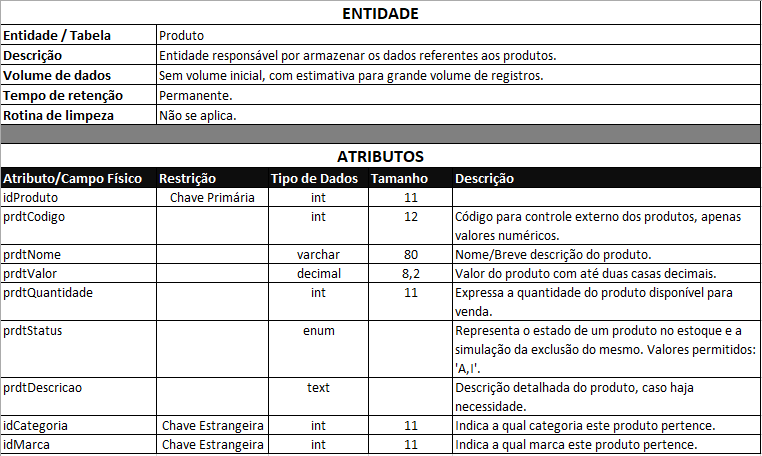 ENTIDADE
Entidade / Tabela Produto
Descrição Entidade responsável por armazenar os dados referentes aos produtos.
Volume de dados Sem volume inicial, com estimativa para grande volume de registros.
Tempo de retenção Permanente.
Rotina de limpeza Não se aplica.
ATRIBUTOS
Atributo/Campo Físico Restrição Tipo de Dados Tamanho Descrição
idProduto Chave Primária int 11
prdtCodigo int 12 Código para controle externo dos produtos, apenas
valores numéricos.
prdtNome varchar 80 Nome/Breve descrição do produto.
prdtValor decimal 8,2 Valor do produto com até duas casas decimais.
prdtQuantidade int 11 Expressa a quantidade do produto disponível para
venda.
prdtStatus enum Representa o estado de um produto no estoque e a
simulação da exclusão do mesmo. Valores permitidos:
'A,I'.
prdtDescricao text Descrição detalhada do produto, caso haja
necessidade.
idCategoria Chave Estrangeira int 11 Indica a qual categoria este produto pertence.
idMarca Chave Estrangeira int 11 Indica a qual marca este produto pertence.